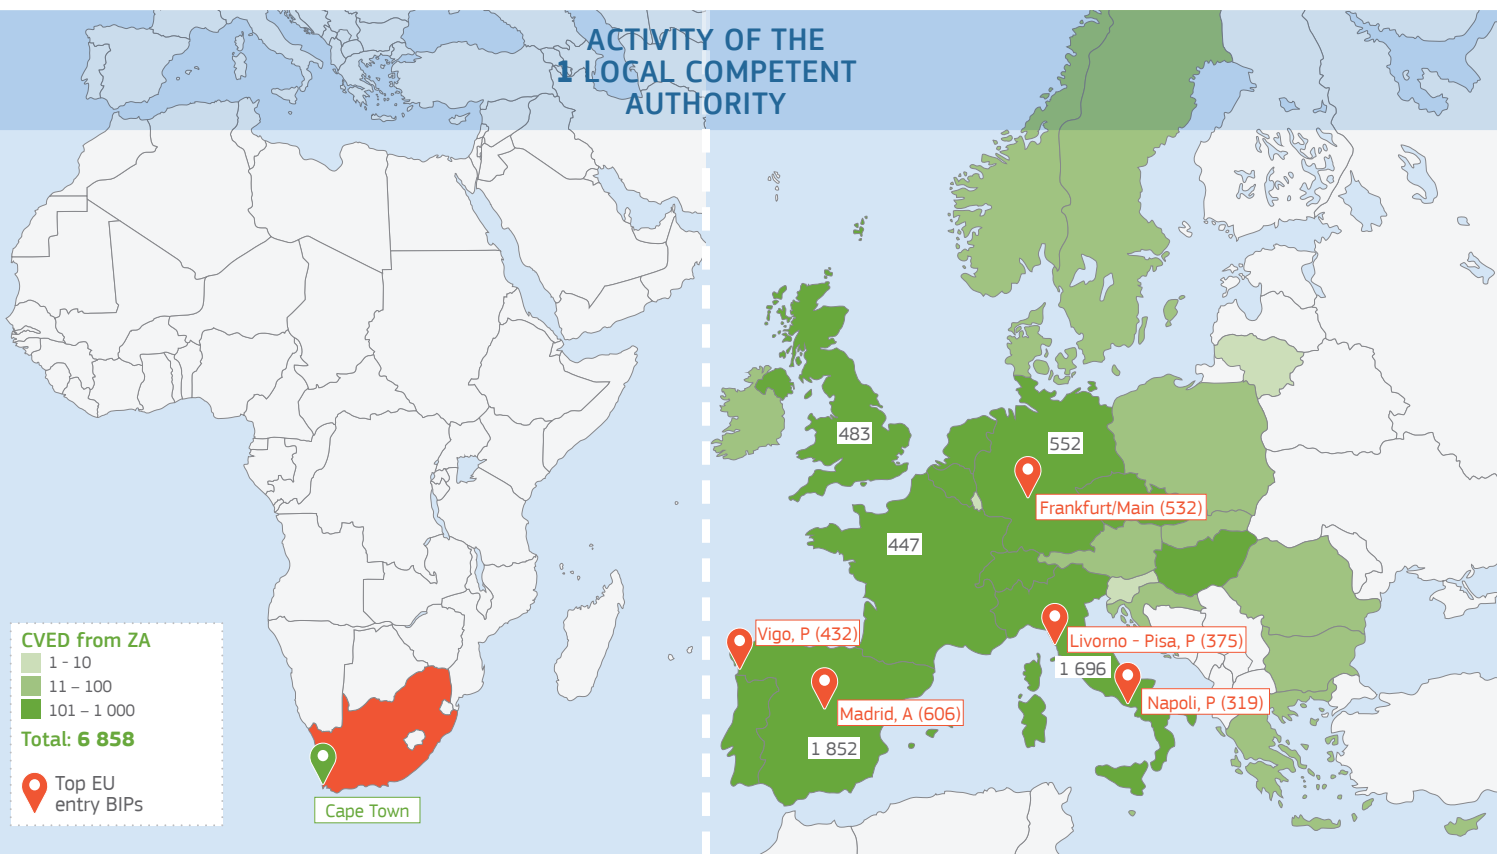 ACTIVITY OF THE
1 LOCAL COMPETENT
AUTHORITY
483
552
Frankfurt/Main (532)
447
Vigo, P (432)
Livorno - Pisa, P (375)
1 696
Napoli, P (319)
Madrid, A (606)
1 852
CVED from ZA
1 - 10
11 – 100
101 – 1 000
Total: 6 858
Top EU
entry BIPs
Cape Town